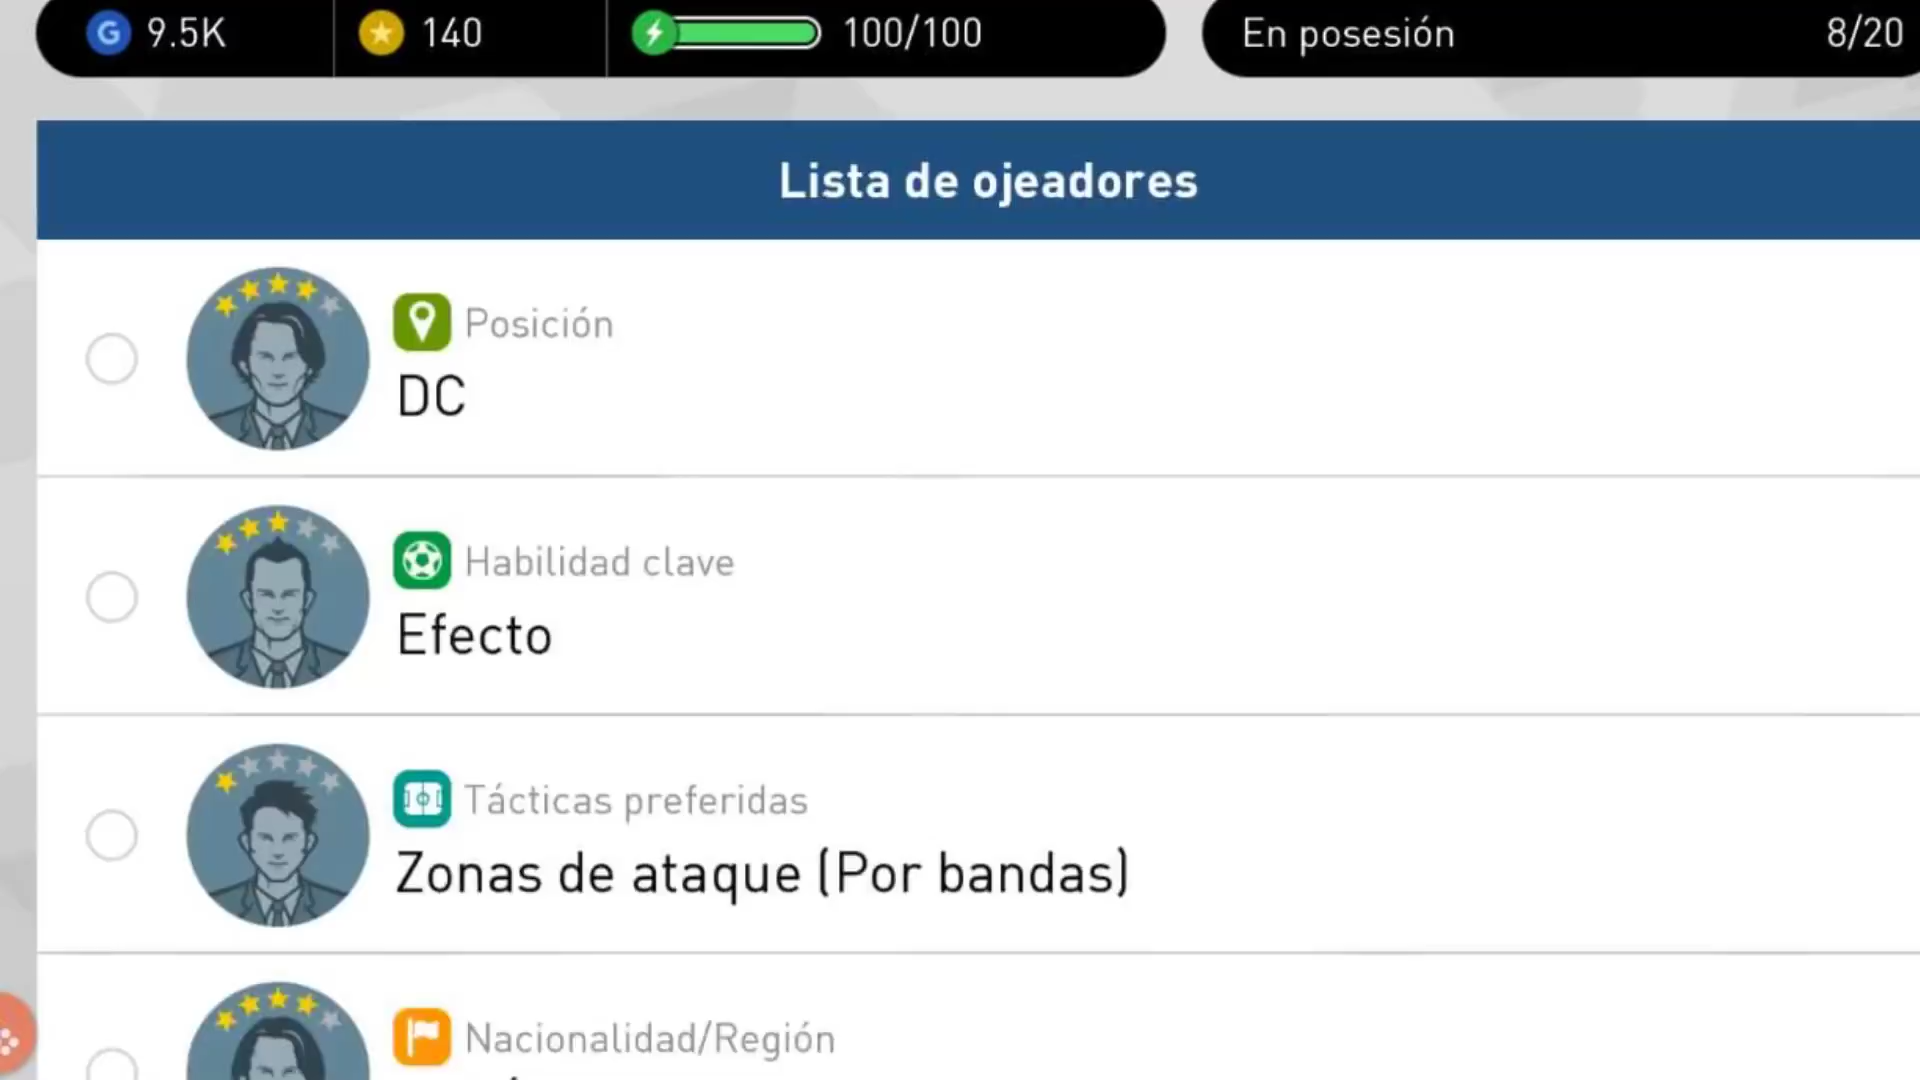 G 9.5K 140 100/100 En posesión 8/20
Lista de ojeadores
Posición
DC
Habilidad clave
Efecto
Tácticas preferidas
Zonas de ataque (Por bandas)
Nacionalidad/Región